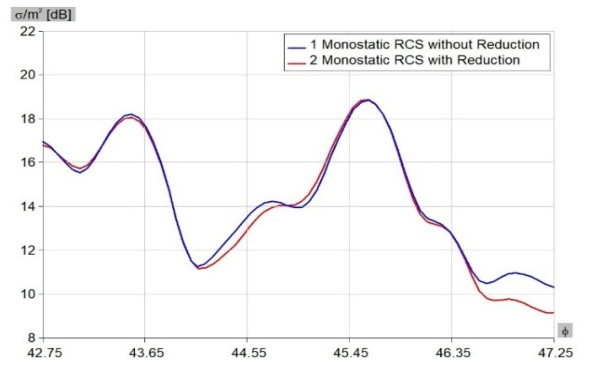 σ/m² [dB]
22
20
18
16
14
12
10
8
1 Monostatic RCS without Reduction
2 Monostatic RCS with Reduction
ϕ
42.75 43.65 44.55 45.45 46.35 47.25